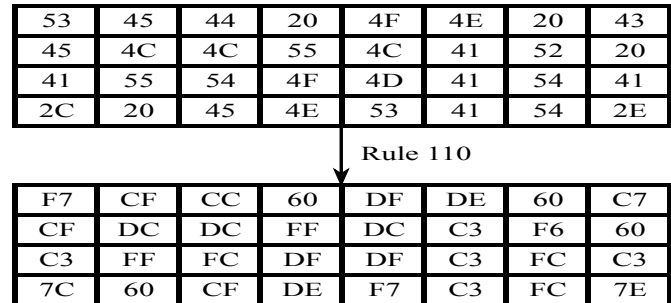 53 45 44 20 4F 4E 20 43
45 4C 4C 55 4C 41 52 20
41 55 54 4F 4D 41 54 41
2C 20 45 4E 53 41 54 2E
Rule 110
F7 CF CC 60 DF DE 60 C7
CF DC DC FF DC C3 F6 60
C3 FF FC DF DF C3 FC C3
7C 60 CF DE F7 C3 FC 7E